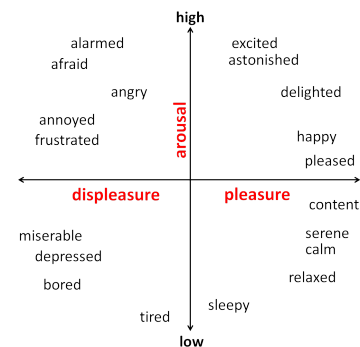 high
alarmed
excited
afraid
astonished
angry
delighted
annoyed
frustrated
arousal
happy
pleased
displeasure
pleasure
content
miserable
serene
depressed
calm
bored
relaxed
sleepy
tired
low